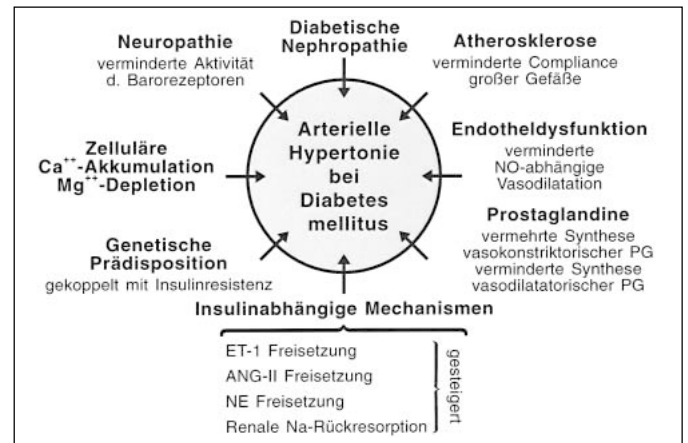 Diabetische
Nephropathie
Neuropathie
verminderte Aktivität
d. Barorezeptoren
Atherosklerose
verminderte Compliance
großer Gefäße
Arterielle
Hypertonie
bei
Diabetes
mellitus
Zelluläre
Ca⁺⁺-Akkumulation
Mg⁺⁺-Depletion
Endotheldysfunktion
verminderte
NO-abhängige
Vasodilatation
Genetische
Prädisposition
gekoppelt mit Insulinresistenz
Prostaglandine
vermehrte Synthese
vasokonstriktorischer PG
verminderte Synthese
vasodilatatorischer PG
Insulinabhängige Mechanismen
ET-1 Freisetzung
ANG-II Freisetzung
NE Freisetzung
Renale Na-Rückresorption
gesteigert